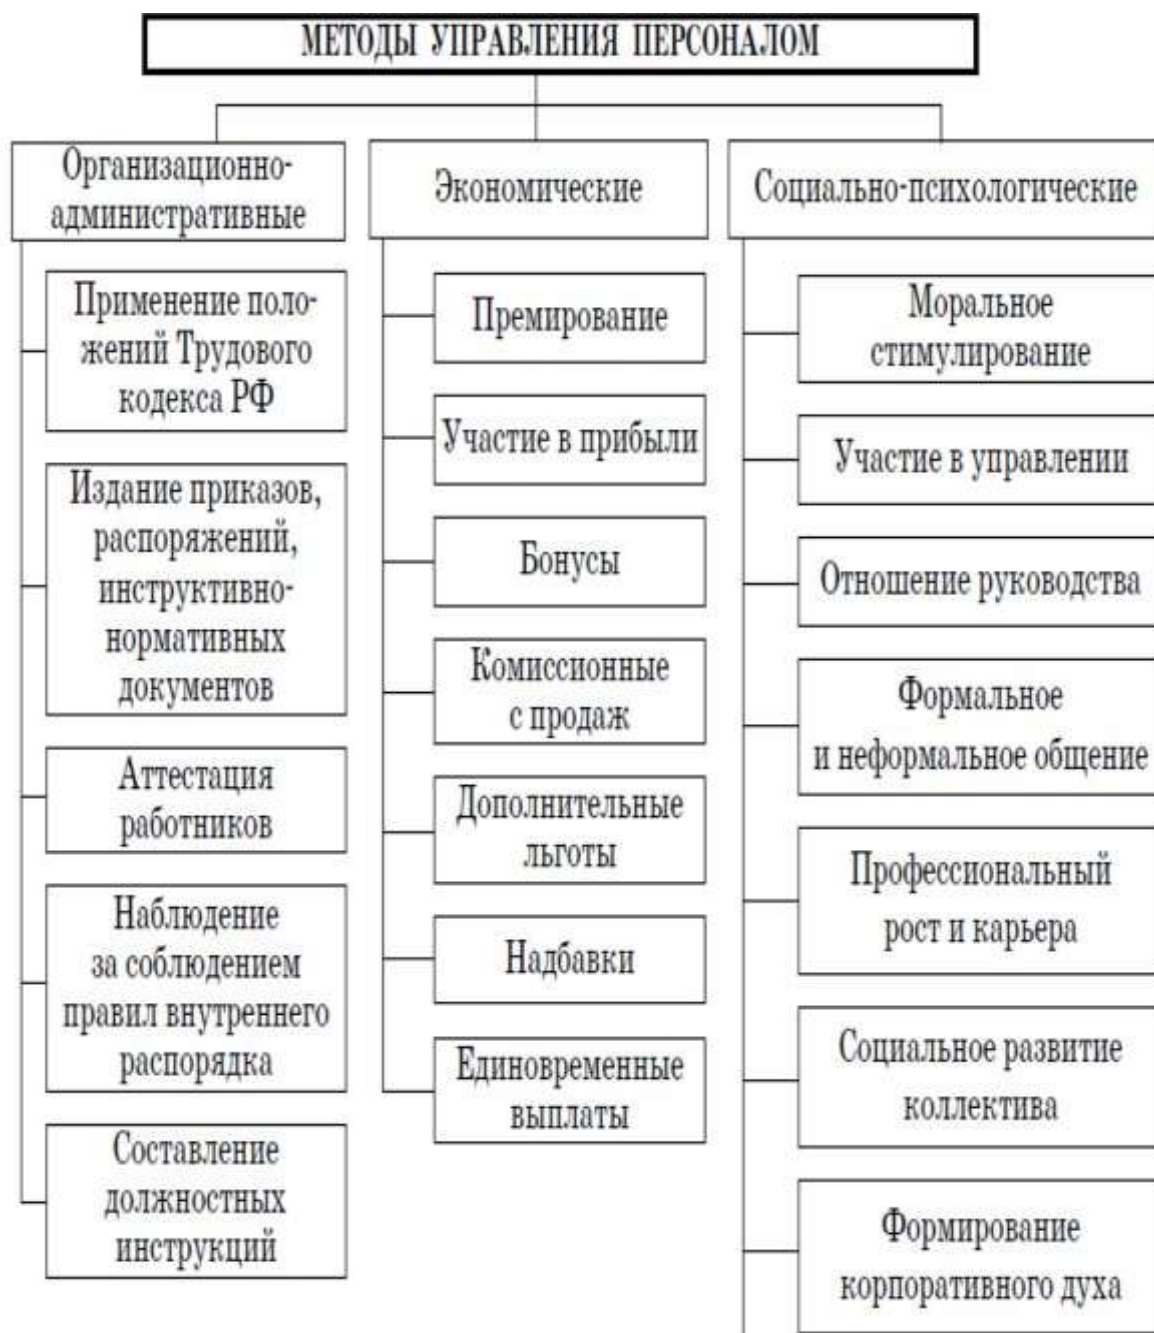 МЕТОДЫ УПРАВЛЕНИЯ ПЕРСОНАЛОМ
Организационно-
административные
Применение поло-
жений Трудового
кодекса РФ
Издание приказов,
распоряжений,
инструктивно-
нормативных
документов
Аттестация
работников
Наблюдение
за соблюдением
правил внутреннего
распорядка
Составление
должностных
инструкций
Экономические
Премирование
Участие в прибыли
Бонусы
Комиссионные
с продаж
Дополнительные
льготы
Надбавки
Единовременные
выплаты
Социально-психологические
Моральное
стимулирование
Участие в управлении
Отношение руководства
Формальное
и неформальное общение
Профессиональный
рост и карьера
Социальное развитие
коллектива
Формирование
корпоративного духа